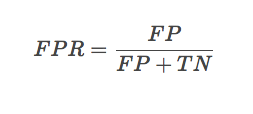 FPR = FP / FP + TN